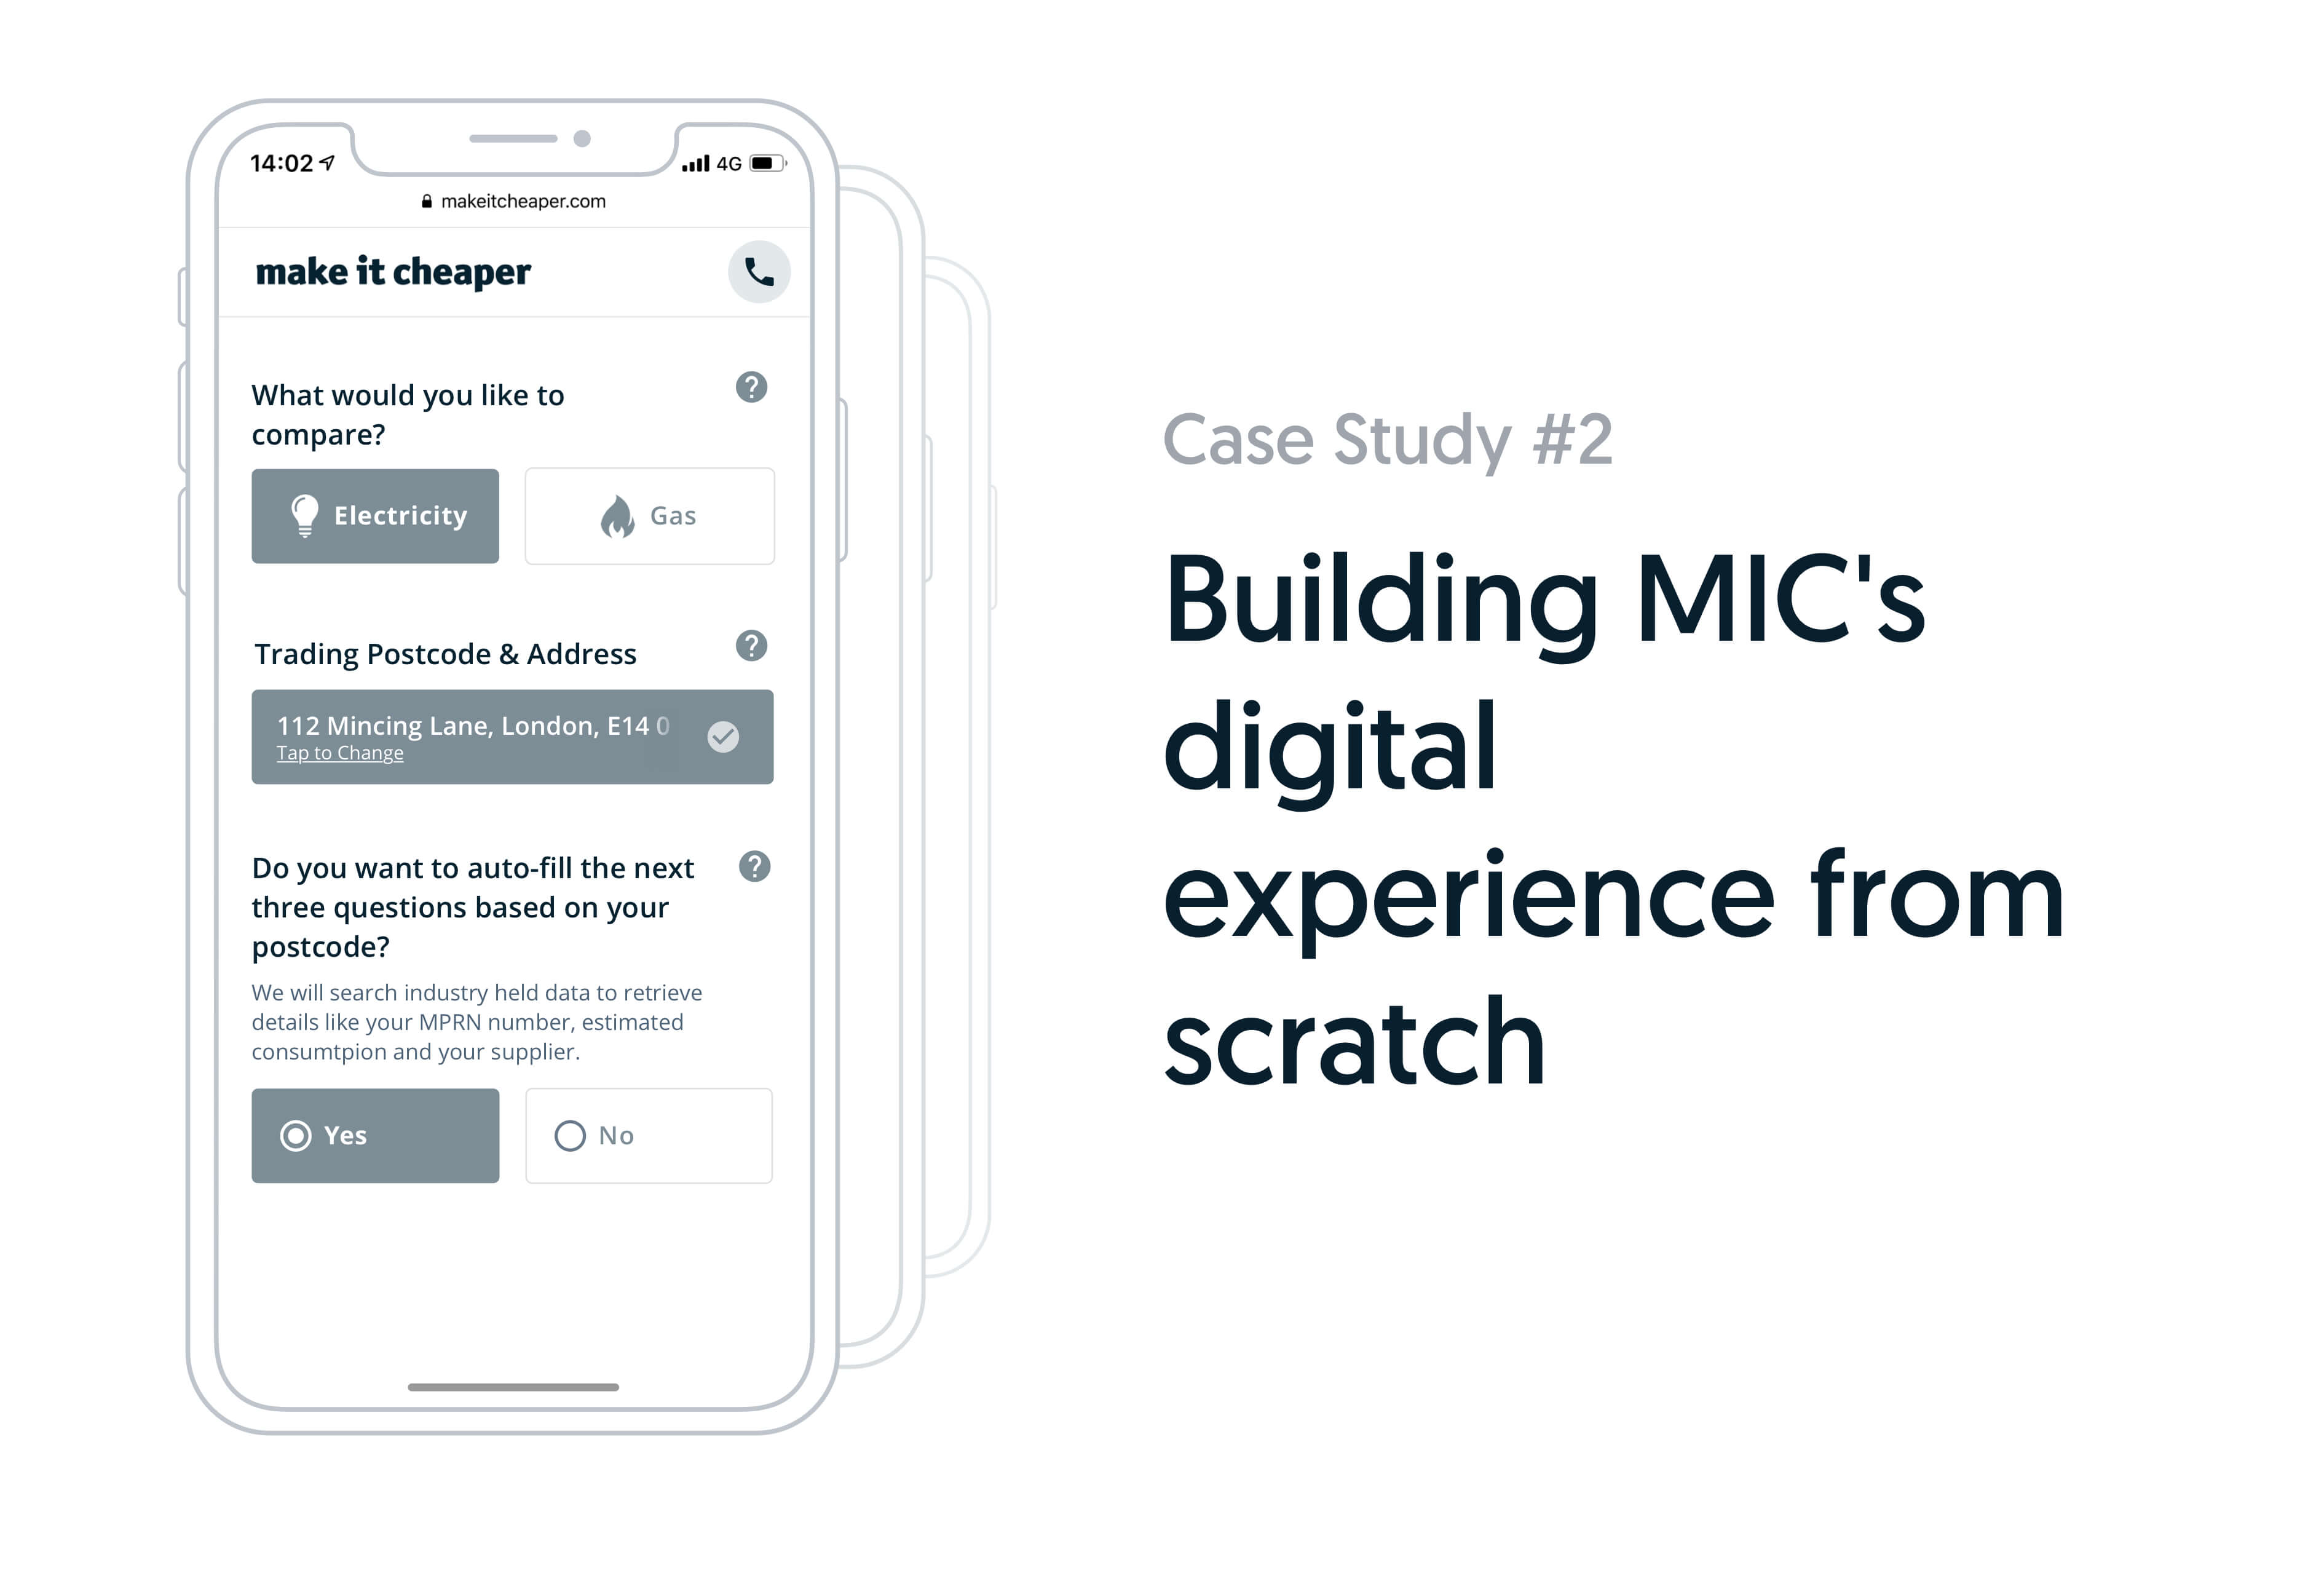 14:02
4G
makeitcheaper.com
make it cheaper
What would you like to
compare?
Electricity
Gas
Trading Postcode & Address
112 Mincing Lane, London, E14 0
Tap to Change
Do you want to auto-fill the next
three questions based on your
postcode?
We will search industry held data to retrieve
details like your MPRN number, estimated
consumtpion and your supplier.
Yes
No
Case Study #2
Building MIC's
digital
experience from
scratch